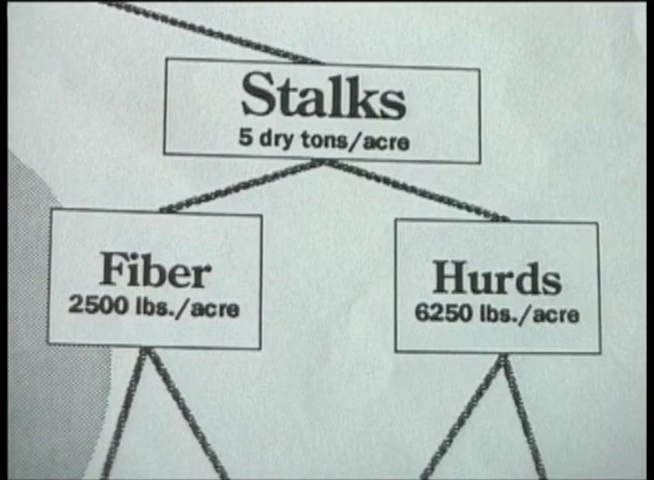 Stalks
5 dry tons/acre
Fiber
2500 lbs./acre
Hurds
6250 lbs./acre